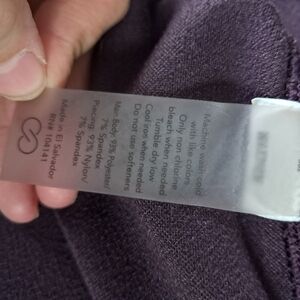 Machine wash cold
with like colors
Only non chlorine
bleach when needed
Tumble dry low
Cool iron when needed
Do not use softeners
Main Body: 93% Polyester/
7% Spandex
Piecing: 93% Nylon/
7% Spandex
Made in El Salvador
RN# 104141